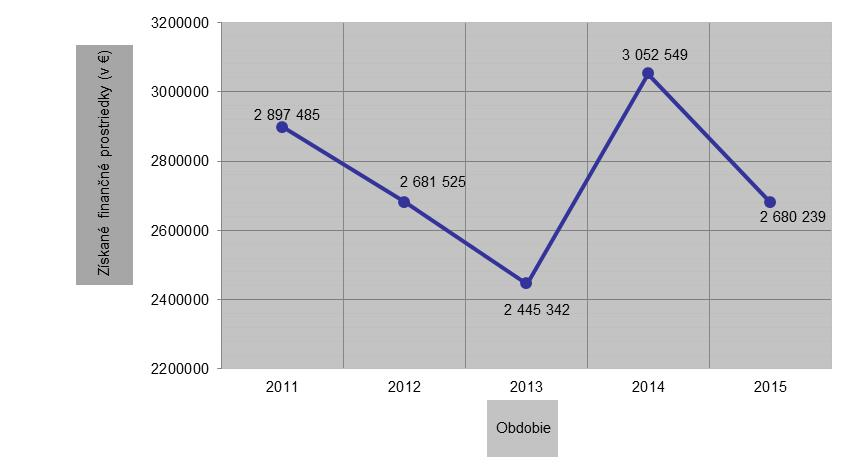 3200000
3000000
2800000
2600000
2400000
2200000
Získané finančné prostriedky (v €)
2 897 485
2 681 525
2 445 342
3 052 549
2 680 239
2011 2012 2013 2014 2015
Obdobie